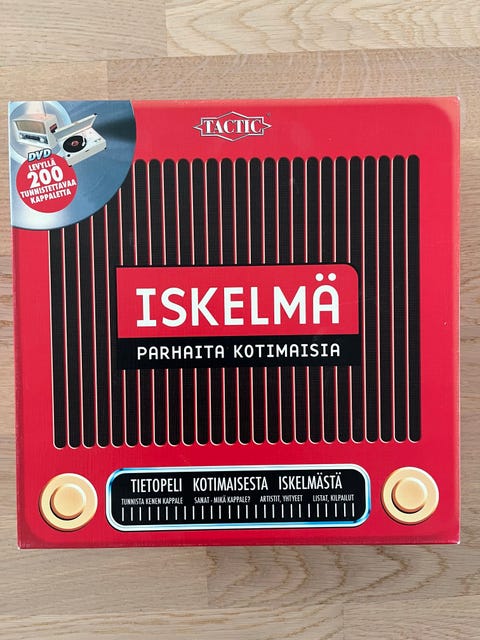 TACTIC
DVD
LEVYLLÄ
200
TUNNISTETTAVAA
KAPPALETTA
ISKELMÄ
PARHAITA KOTIMAISIA
TIETOPELI KOTIMAISESTA ISKELMÄSTÄ
TUNNISTA KENEN KAPPALE SANAT - MIKÄ KAPPALE? ARTISTIT, YHTYEET LISTAT, KILPAILUT